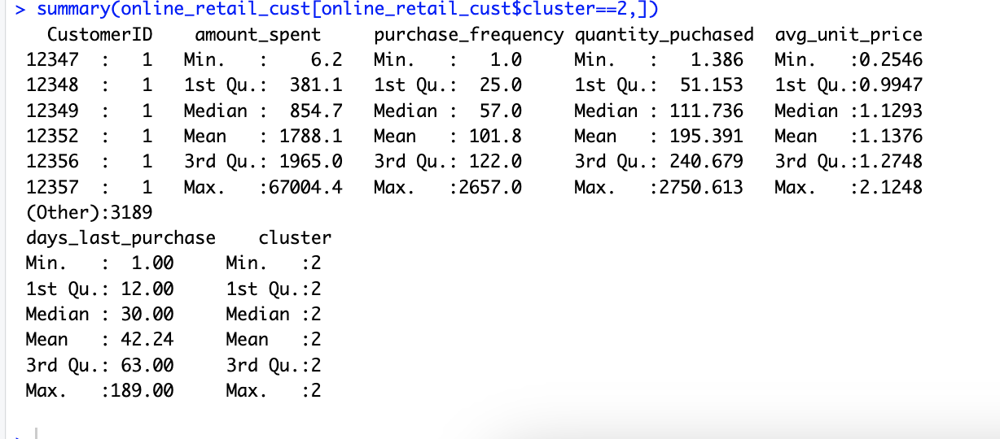 > summary(online_retail_cust[online_retail_cust$cluster==2,])
CustomerID amount_spent purchase_frequency quantity_puchased avg_unit_price
12347 : 1 Min. : 6.2 Min. : 1.0 Min. : 1.386 Min. :0.2546
12348 : 1 1st Qu.: 381.1 1st Qu.: 25.0 1st Qu.: 51.153 1st Qu.:0.9947
12349 : 1 Median : 854.7 Median : 57.0 Median : 111.736 Median :1.1293
12352 : 1 Mean : 1788.1 Mean : 101.8 Mean : 195.391 Mean :1.1376
12356 : 1 3rd Qu.: 1965.0 3rd Qu.: 122.0 3rd Qu.: 240.679 3rd Qu.:1.2748
12357 : 1 Max. :67004.4 Max. :2657.0 Max. :2750.613 Max. :2.1248
(Other):3189
days_last_purchase cluster
Min. : 1.00 Min. :2
1st Qu.: 12.00 1st Qu.:2
Median : 30.00 Median :2
Mean : 42.24 Mean :2
3rd Qu.: 63.00 3rd Qu.:2
Max. :189.00 Max. :2